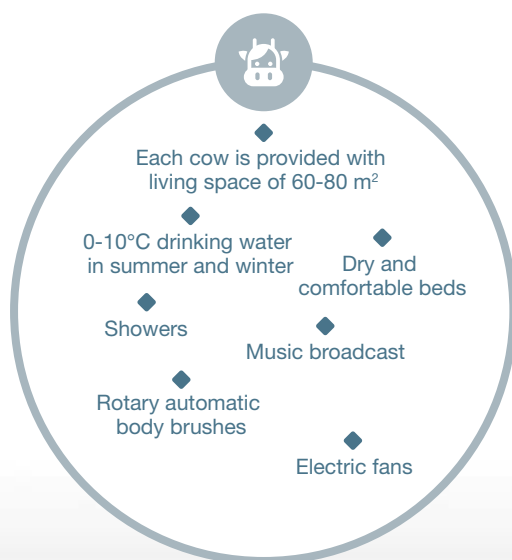 Each cow is provided with
living space of 60-80 m²
0-10°C drinking water
in summer and winter
Dry and
comfortable beds
Showers
Music broadcast
Rotary automatic
body brushes
Electric fans